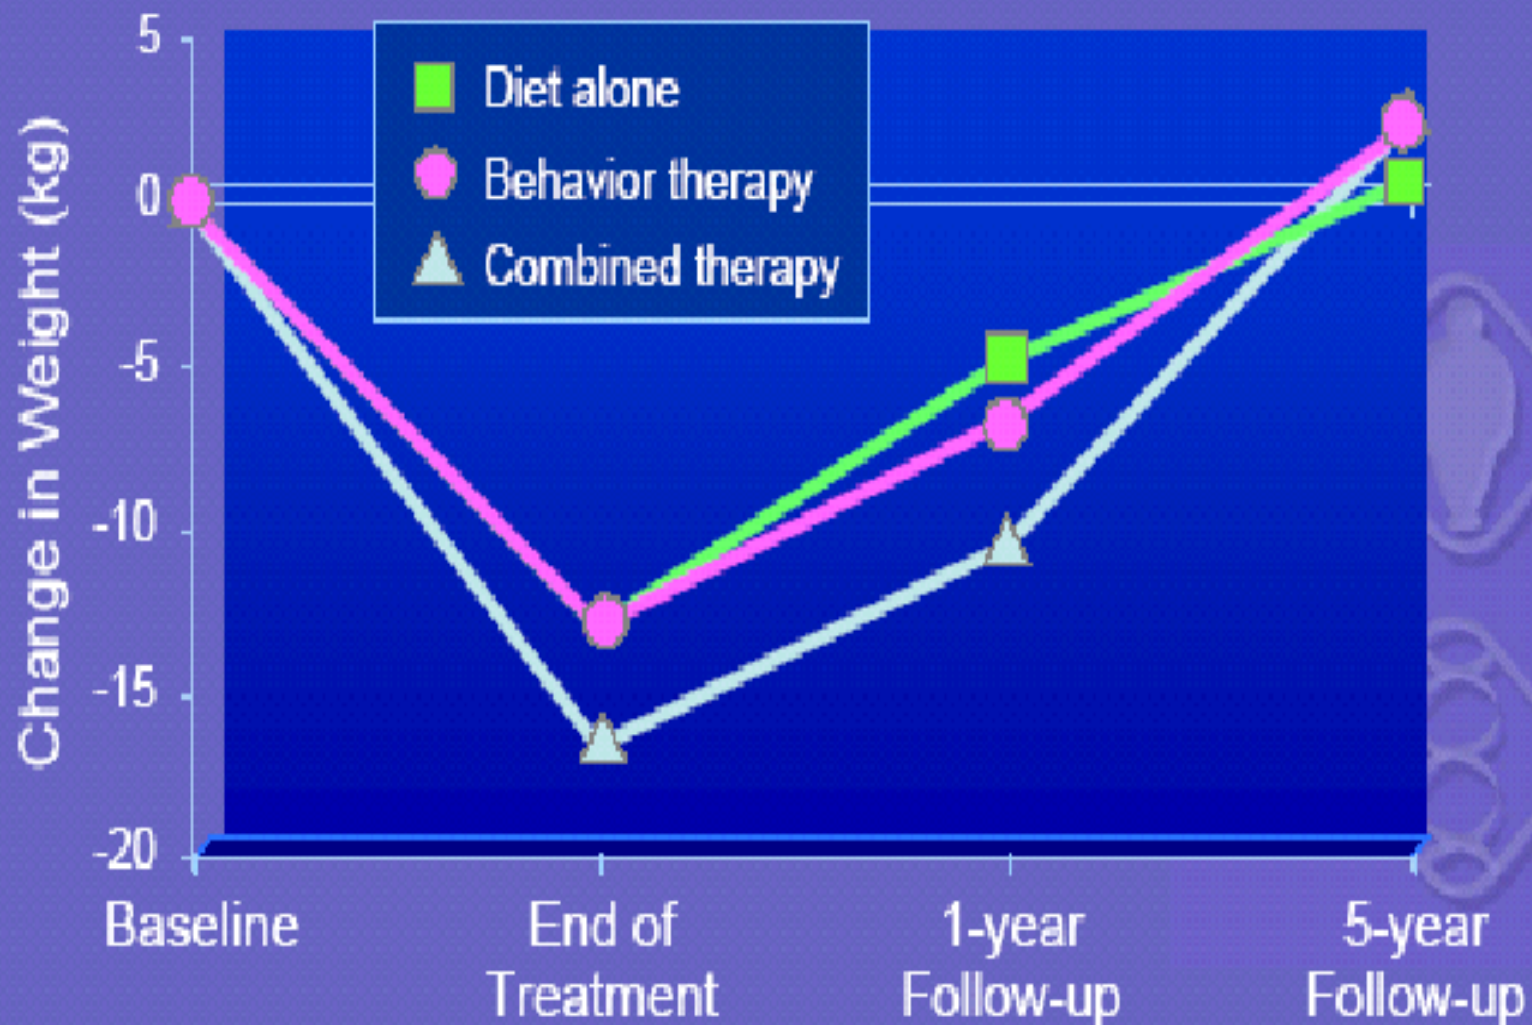 Change in Weight (kg)
5
0
-5
-10
-15
-20
Diet alone
Behavior therapy
Combined therapy
Baseline
End of
Treatment
1-year
Follow-up
5-year
Follow-up